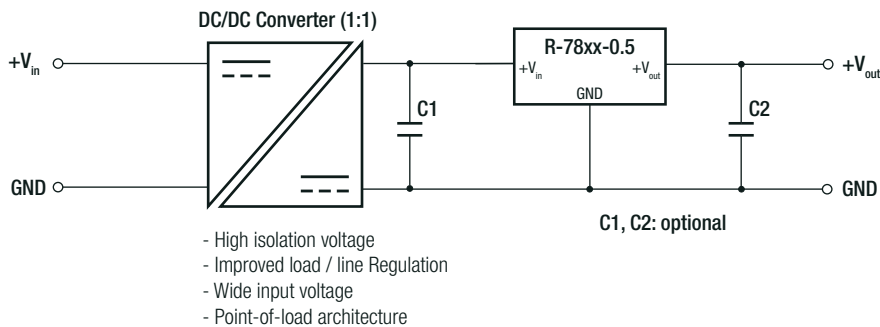 DC/DC Converter (1:1)
+Vin
R-78xx-0.5
+Vin
+Vout
GND
+Vout
C1
C2
GND
GND
C1, C2: optional
- High isolation voltage
- Improved load / line Regulation
- Wide input voltage
- Point-of-load architecture